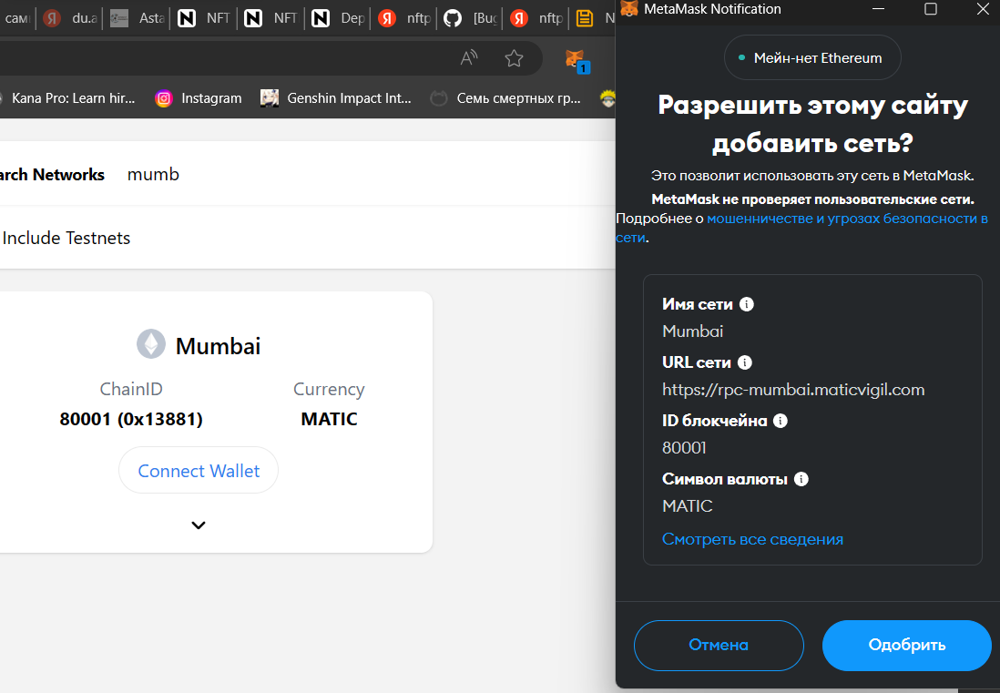 сам
du.a
Asta
NFT
NFT
Dep
nftp
[Bug
nftp
N
MetaMask Notification
1
Kana Pro: Learn hir...
Instagram
Genshin Impact Int...
Семь смертных гр...
arch Networks mumb
Include Testnets
Mumbai
ChainID Currency
80001 (0x13881) MATIC
Connect Wallet
Мейн-нет Ethereum
Разрешить этому сайту
добавить сеть?
Это позволит использовать эту сеть в MetaMask.
MetaMask не проверяет пользовательские сети.
Подробнее о мошенничестве и угрозах безопасности в
сети.
Имя сети
Mumbai
URL сети
https://rpc-mumbai.maticvigil.com
ID блокчейна
80001
Символ валюты
MATIC
Смотреть все сведения
Отмена Одобрить